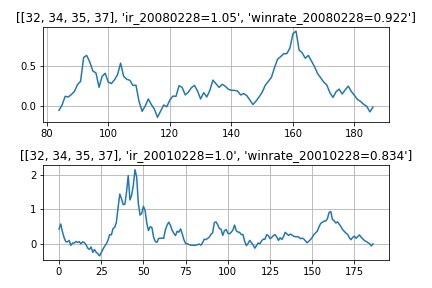 [[32, 34, 35, 37], 'ir_20080228=1.05', 'winrate_20080228=0.922']
0.5
0.0
80 100 120 140 160 180
[[32, 34, 35, 37], 'ir_20010228=1.0', 'winrate_20010228=0.834']
2
1
0
0 25 50 75 100 125 150 175